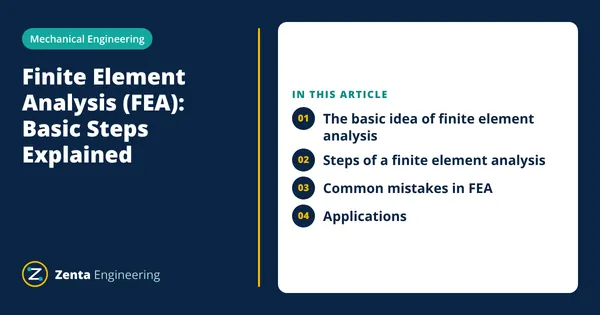 Mechanical Engineering
Finite Element
Analysis (FEA):
Basic Steps
Explained
Zenta Engineering
IN THIS ARTICLE
01 The basic idea of finite element
analysis
02 Steps of a finite element analysis
03 Common mistakes in FEA
04 Applications